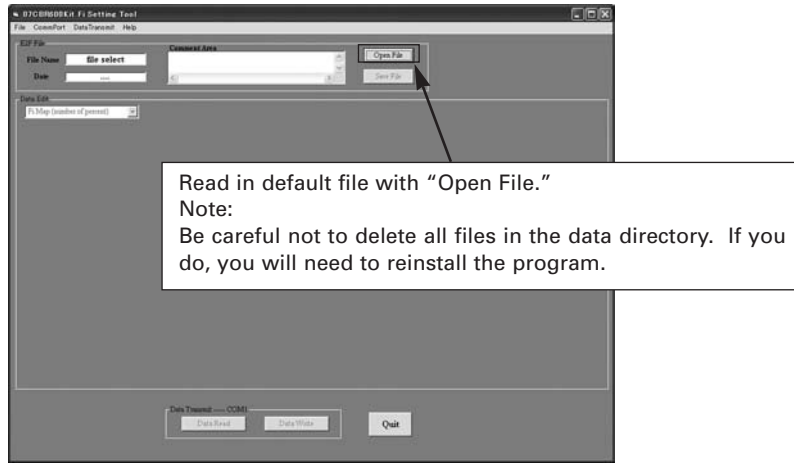 07CBR600Kit Fi Setting Tool
File CommPort DataTransmit Help
E2P File
Comment Area
File Name file select
Open File
Date ----
Save File
Data Edit
Fi Map (number of percent)
Read in default file with “Open File.”
Note:
Be careful not to delete all files in the data directory. If you
do, you will need to reinstall the program.
Data Transmit ---- COM1
Data Read Data Write Quit